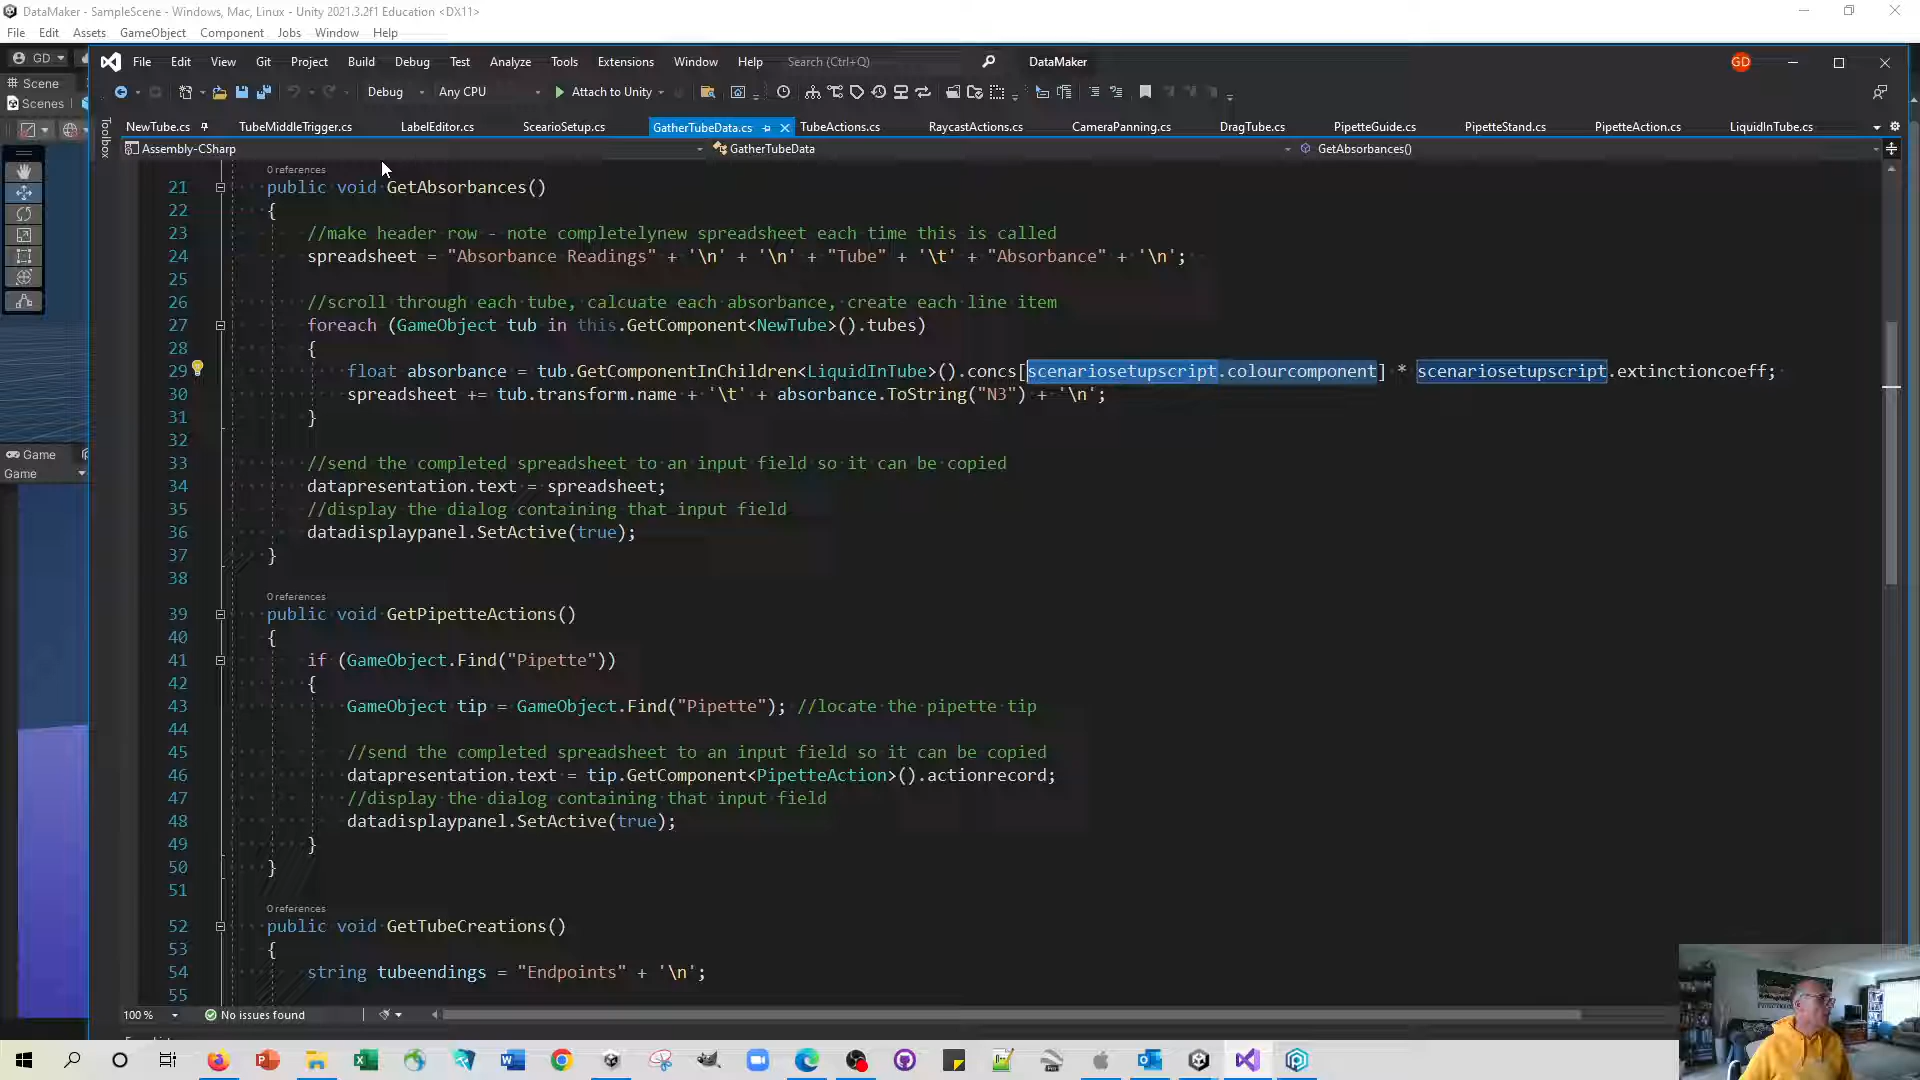 DataMaker - SampleScene - Windows, Mac, Linux - Unity 2021.3.2f1 Education <DX11>
File Edit Assets GameObject Component Jobs Window Help
GD
File Edit View Git Project Build Debug Test Analyze Tools Extensions Window Help Search (Ctrl+Q) DataMaker GD
Scene
Scenes
Debug Any CPU Attach to Unity
Toolbox
NewTube.cs TubeMiddleTrigger.cs LabelEditor.cs ScearioSetup.cs GatherTubeData.cs TubeActions.cs RaycastActions.cs CameraPanning.cs DragTube.cs PipetteGuide.cs PipetteStand.cs PipetteAction.cs LiquidInTube.cs
Assembly-CSharp GatherTubeData GetAbsorbances()
0 references
21 public void GetAbsorbances()
22 {
23 //make header row - note completelynew spreadsheet each time this is called
24 spreadsheet = "Absorbance Readings" + '\n' + '\n' + "Tube" + '\t' + "Absorbance" + '\n';
25
26 //scroll through each tube, calcuate each absorbance, create each line item
27 foreach (GameObject tub in this.GetComponent<NewTube>().tubes)
28 {
29 float absorbance = tub.GetComponentInChildren<LiquidInTube>().concs[scenariosetupscript.colourcomponent] * scenariosetupscript.extinctioncoeff;
30 spreadsheet += tub.transform.name + '\t' + absorbance.ToString("N3") + '\n';
31 }
32
33 //send the completed spreadsheet to an input field so it can be copied
34 datapresentation.text = spreadsheet;
35 //display the dialog containing that input field
36 datadisplaypanel.SetActive(true);
37 }
38
0 references
39 public void GetPipetteActions()
40 {
41 if (GameObject.Find("Pipette"))
42 {
43 GameObject tip = GameObject.Find("Pipette"); //locate the pipette tip
44
45 //send the completed spreadsheet to an input field so it can be copied
46 datapresentation.text = tip.GetComponent<PipetteAction>().actionrecord;
47 //display the dialog containing that input field
48 datadisplaypanel.SetActive(true);
49 }
50 }
51
0 references
52 public void GetTubeCreations()
53 {
54 string tubeendings = "Endpoints" + '\n';
55
Game
Game
100 % No issues found